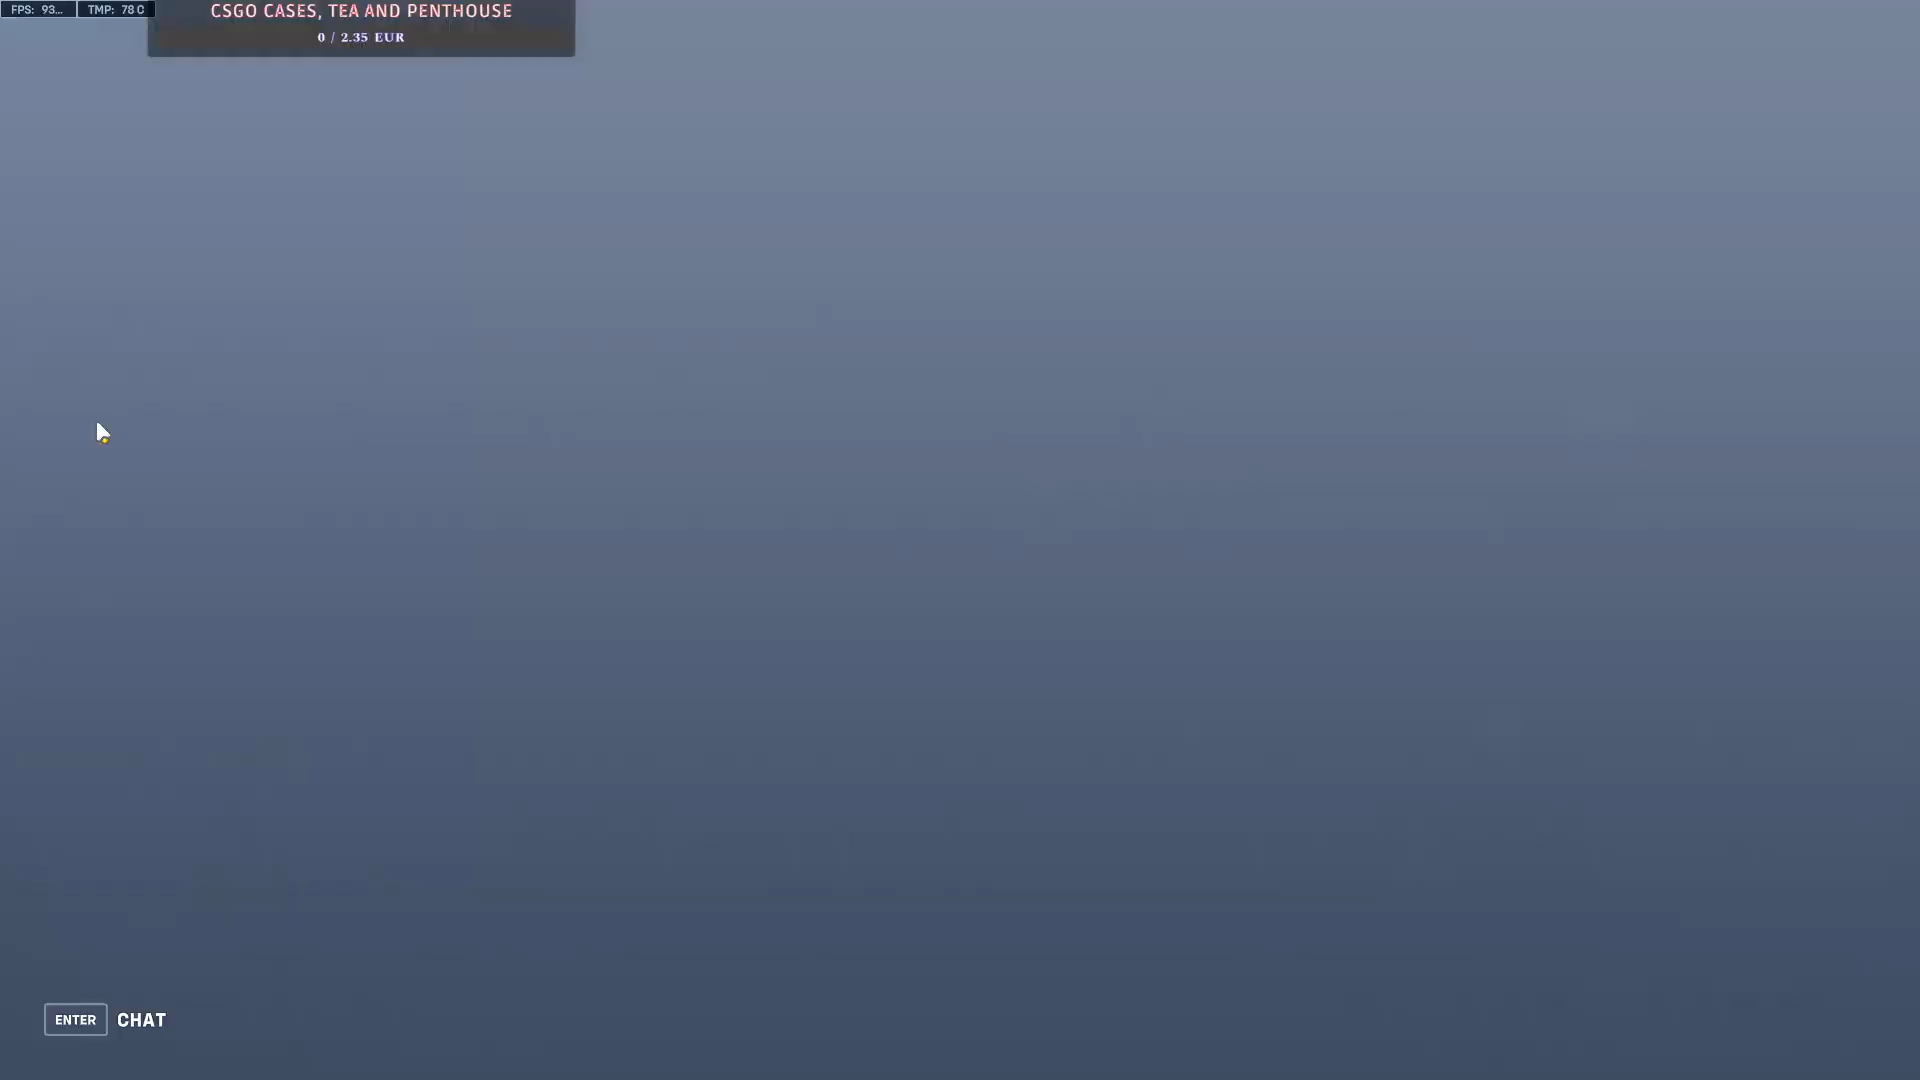 FPS: 93... TMP: 78 C
CSGO CASES, TEA AND PENTHOUSE
0 / 2.35 EUR
ENTER CHAT